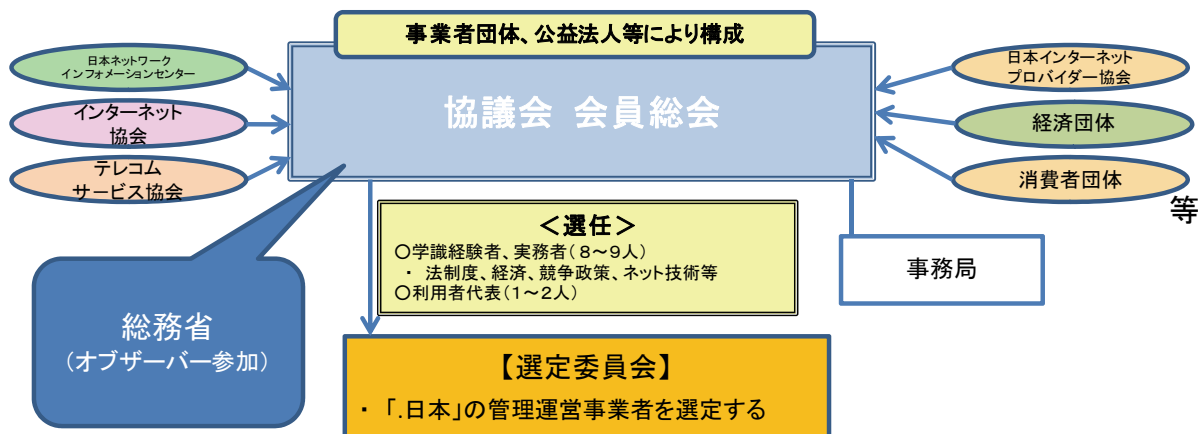 事業者団体、公益法人等により構成
日本ネットワーク
インフォメーションセンター
インターネット
協会
テレコム
サービス協会
協議会 会員総会
日本インターネット
プロバイダー協会
経済団体
消費者団体
等
<選任>
○学識経験者、実務者(8~9人)
・ 法制度、経済、競争政策、ネット技術等
○利用者代表(1~2人)
事務局
総務省
(オブザーバー参加)
【選定委員会】
・ 「.日本」の管理運営事業者を選定する